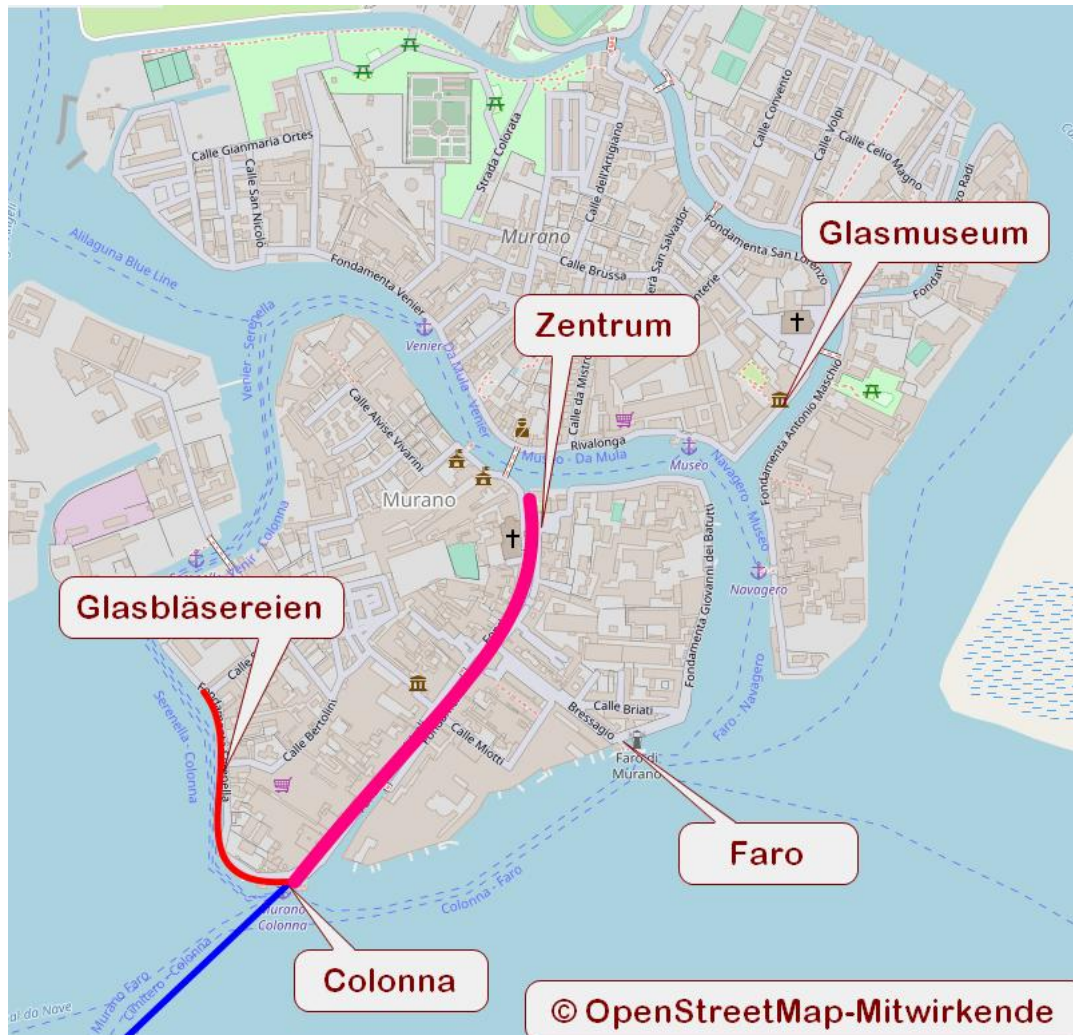 Calle Convento
Calle Volpi
Calle Gianmaria Ortes
Calle Celio Magno
Strada Colorata
Calle dell'Artigiano
Calle San Nicolò
Glasmuseum
Murano
Alilaguna Blue Line
Fondamenta San Lorenzo
Fondamenta Venier
Calle Brussa
Zentrum
Venier
Venier - Serenella
Da Mula - Venier
Calle da Mistro
Calle Alvise Vivarini
Rivalonga
Museo - Da Mula
Museo
Fondamenta Antonio Maschio
Murano
Navagero - Museo
Fondamenta Giovanni dei Batutti
Navagero
Glasbläsereien
Serenella - Colonna
Calle Bertolini
Calle Miotti
Bressagio
Calle Briati
Faro - Navagero
Faro di
Murano
Faro
Colonna - Faro
Murano
Colonna
Colonna
Murano Faro
Cimitero - Colonna
© OpenStreetMap-Mitwirkende